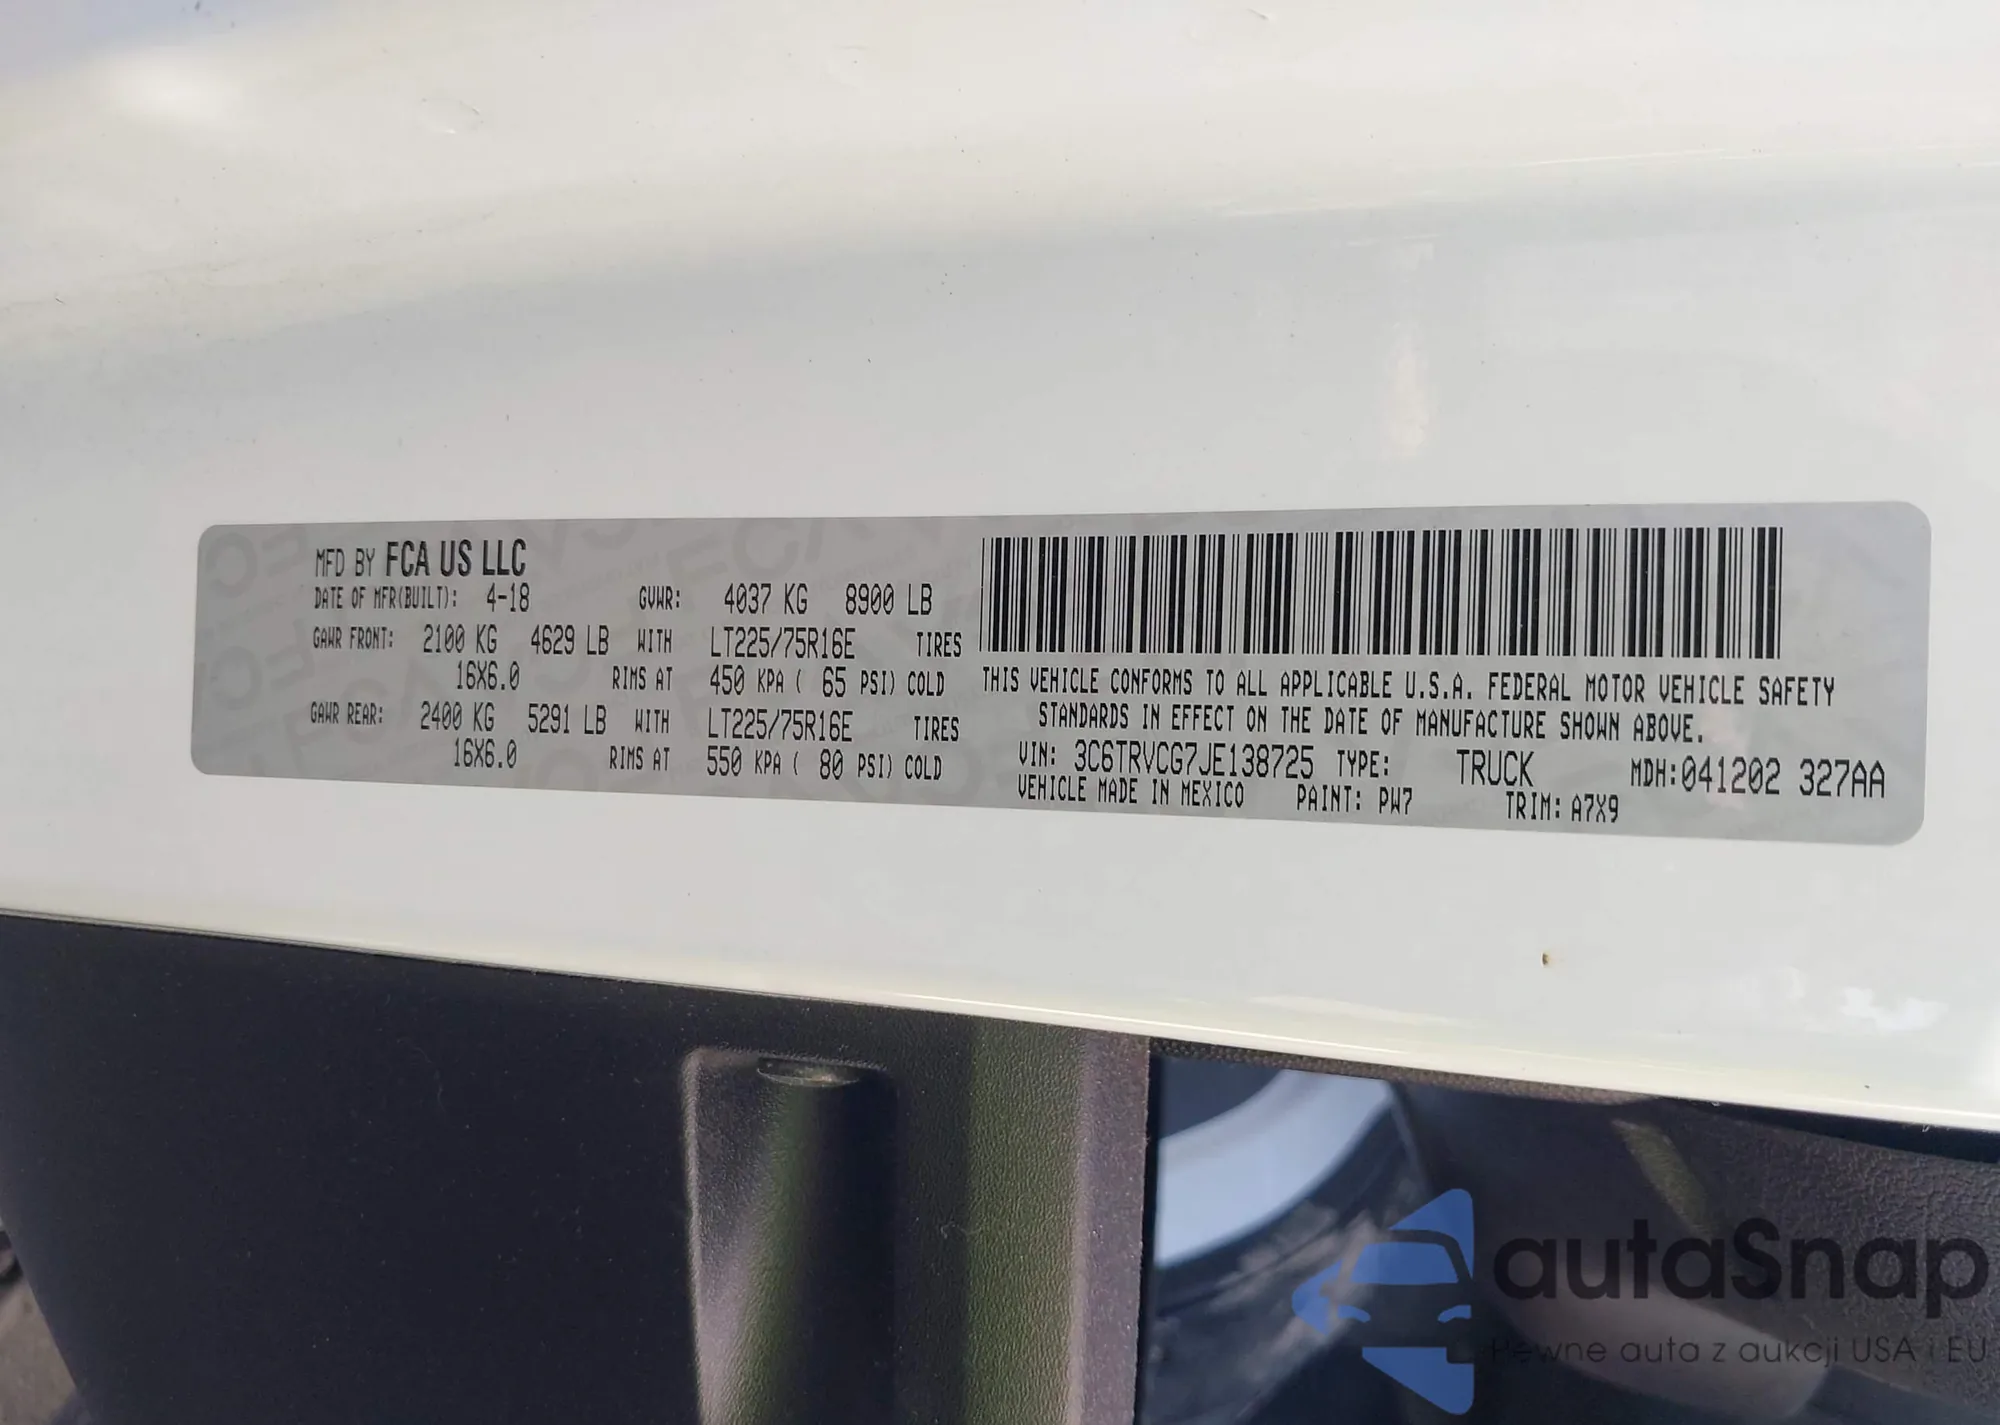 MFD BY FCA US LLC
DATE OF MFR(BUILT): 4-18 GVWR: 4037 KG 8900 LB
GAWR FRONT: 2100 KG 4629 LB WITH LT225/75R16E TIRES
16X6.0 RIMS AT 450 KPA ( 65 PSI) COLD
GAWR REAR: 2400 KG 5291 LB WITH LT225/75R16E TIRES
16X6.0 RIMS AT 550 KPA ( 80 PSI) COLD
THIS VEHICLE CONFORMS TO ALL APPLICABLE U.S.A. FEDERAL MOTOR VEHICLE SAFETY
STANDARDS IN EFFECT ON THE DATE OF MANUFACTURE SHOWN ABOVE.
VIN: 3C6TRVCG7JE138725 TYPE: TRUCK MDH:041202 327AA
VEHICLE MADE IN MEXICO PAINT: PW7 TRIM: A7X9
autaSnap
Pewne auta z aukcji USA i EU